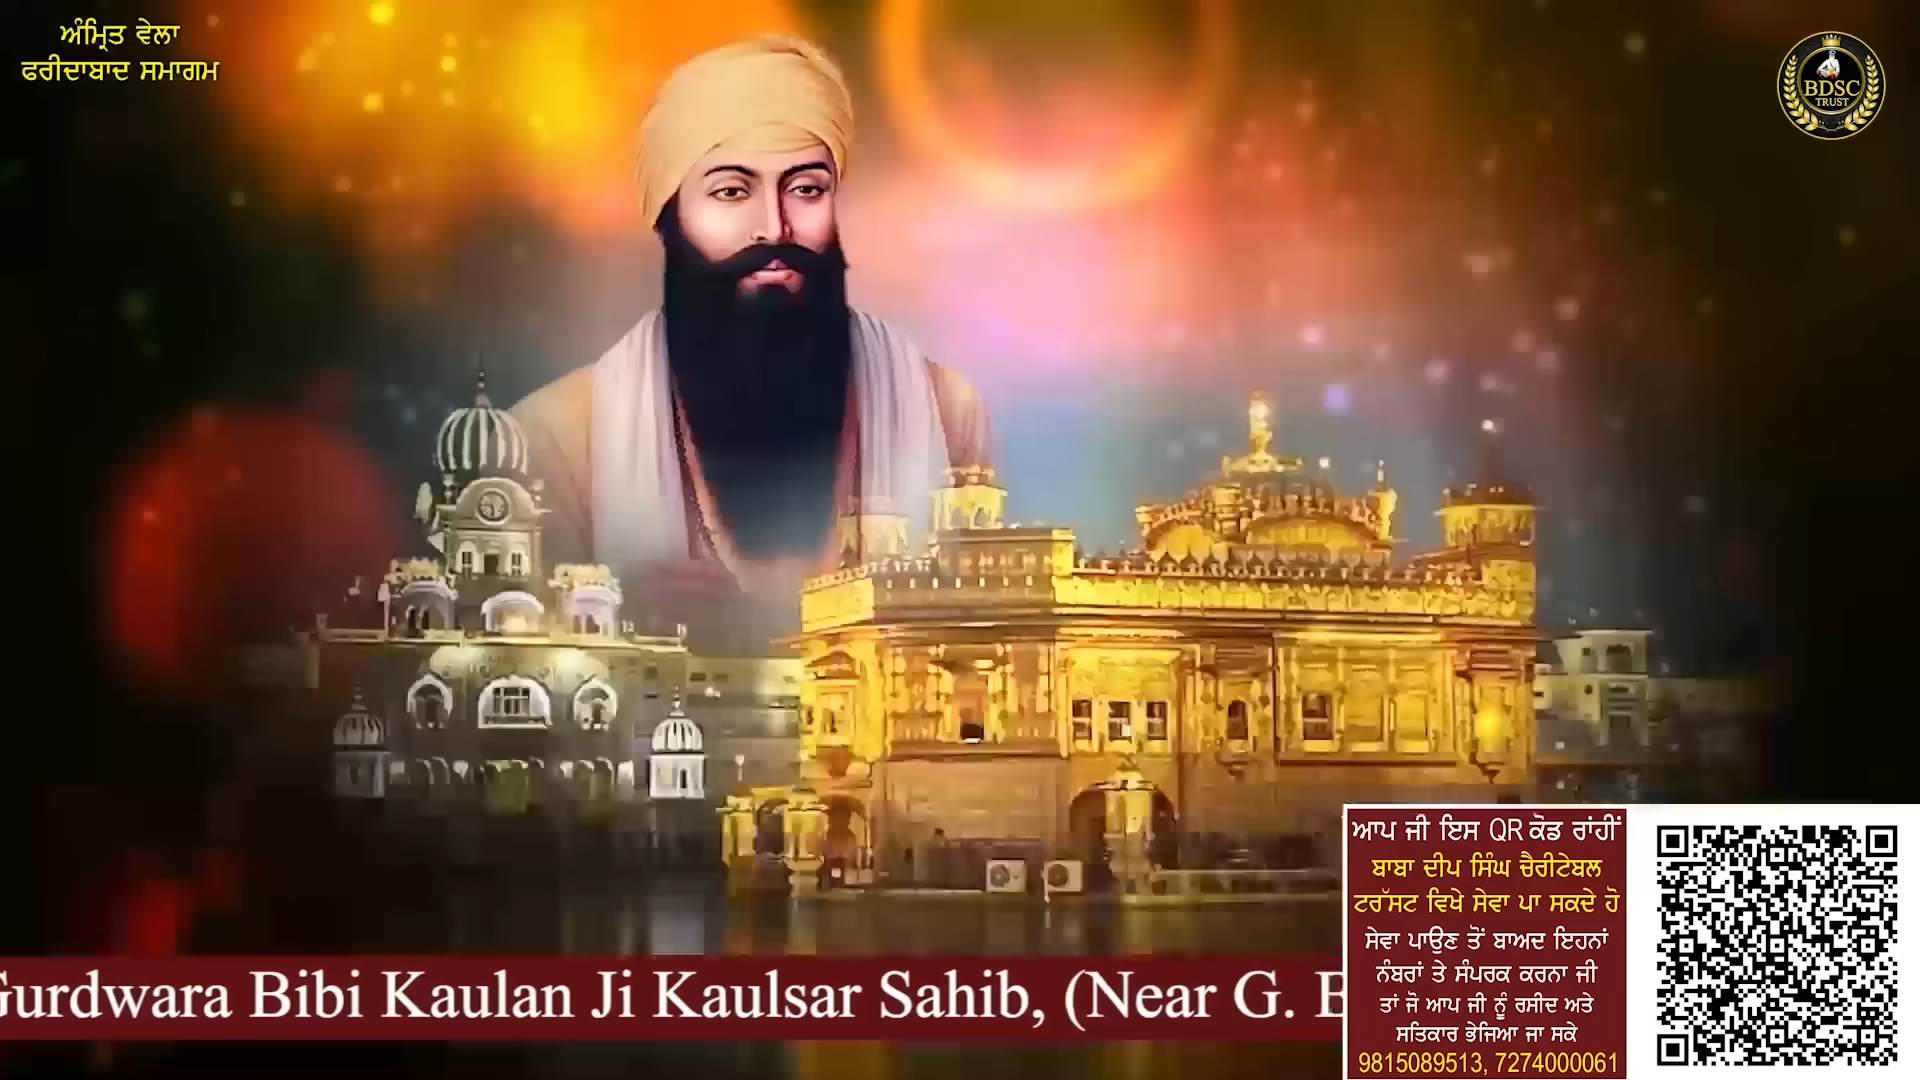 ਅੰਮ੍ਰਿਤ ਵੇਲਾ
ਫਰੀਦਾਬਾਦ ਸਮਾਗਮ
BDSC
TRUST
Gurdwara Bibi Kaulan Ji Kaulsar Sahib, (Near G. B
ਆਪ ਜੀ ਇਸ QR ਕੋਡ ਰਾਂਹੀਂ
ਬਾਬਾ ਦੀਪ ਸਿੰਘ ਚੈਰੀਟੇਬਲ
ਟਰੱਸਟ ਵਿਖੇ ਸੇਵਾ ਪਾ ਸਕਦੇ ਹੋ
ਸੇਵਾ ਪਾਉਣ ਤੋਂ ਬਾਅਦ ਇਹਨਾਂ
ਨੰਬਰਾਂ ਤੇ ਸੰਪਰਕ ਕਰਨਾ ਜੀ
ਤਾਂ ਜੋ ਆਪ ਜੀ ਨੂੰ ਰਸੀਦ ਅਤੇ
ਸਤਿਕਾਰ ਭੇਜਿਆ ਜਾ ਸਕੇ
9815089513, 7274000061